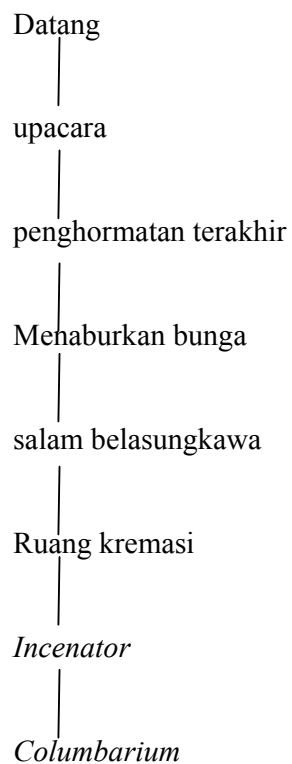 Datang
upacara
penghormatan terakhir
Menaburkan bunga
salam belasungkawa
Ruang kremasi
Incenator
Columbarium